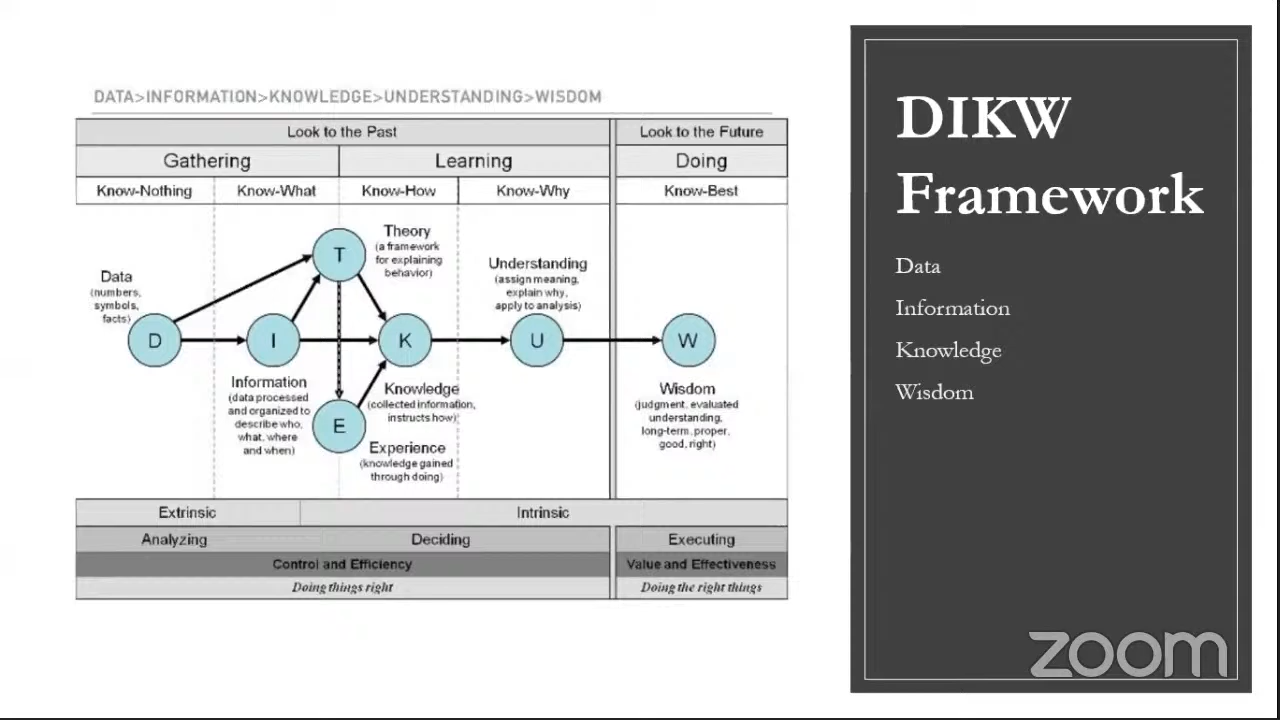 DATA>INFORMATION>KNOWLEDGE>UNDERSTANDING>WISDOM
Look to the Past
Look to the Future
Gathering
Learning
Doing
Know-Nothing
Know-What
Know-How
Know-Why
Know-Best
Data
(numbers,
symbols,
facts)
D
I
Information
(data processed
and organized to
describe who,
what, where
and when)
T
Theory
(a framework
for explaining
behavior)
K
Knowledge
(collected information,
instructs how)
E
Experience
(knowledge gained
through doing)
Understanding
(assign meaning,
explain why,
apply to analysis)
U
W
Wisdom
(judgment, evaluated
understanding,
long-term, proper,
good, right)
Extrinsic
Intrinsic
Analyzing
Deciding
Executing
Control and Efficiency
Value and Effectiveness
Doing things right
Doing the right things
DIKW
Framework
Data
Information
Knowledge
Wisdom
zoom